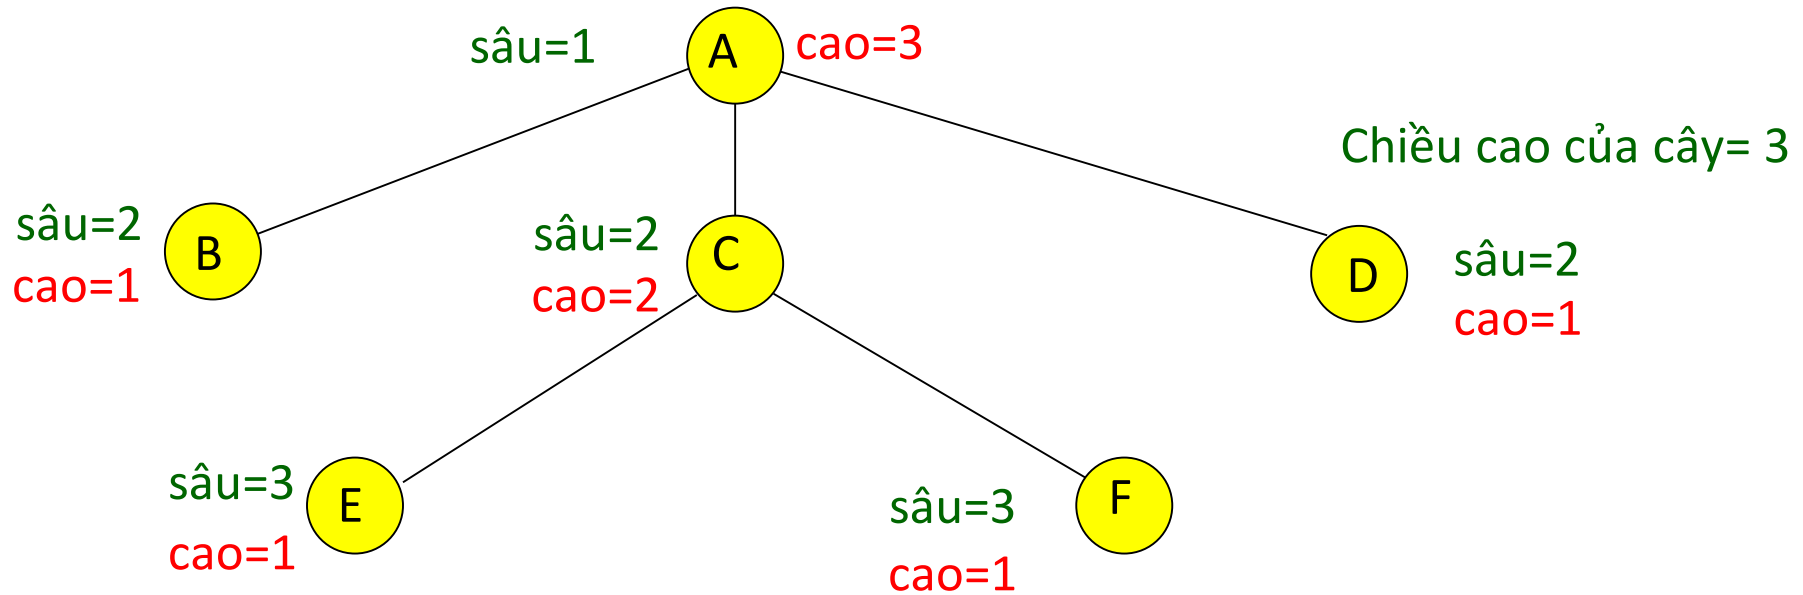 sâu=1
A
cao=3
Chiều cao của cây= 3
sâu=2
cao=1
B
sâu=2
cao=2
C
D
sâu=2
cao=1
sâu=3
cao=1
E
sâu=3
cao=1
F